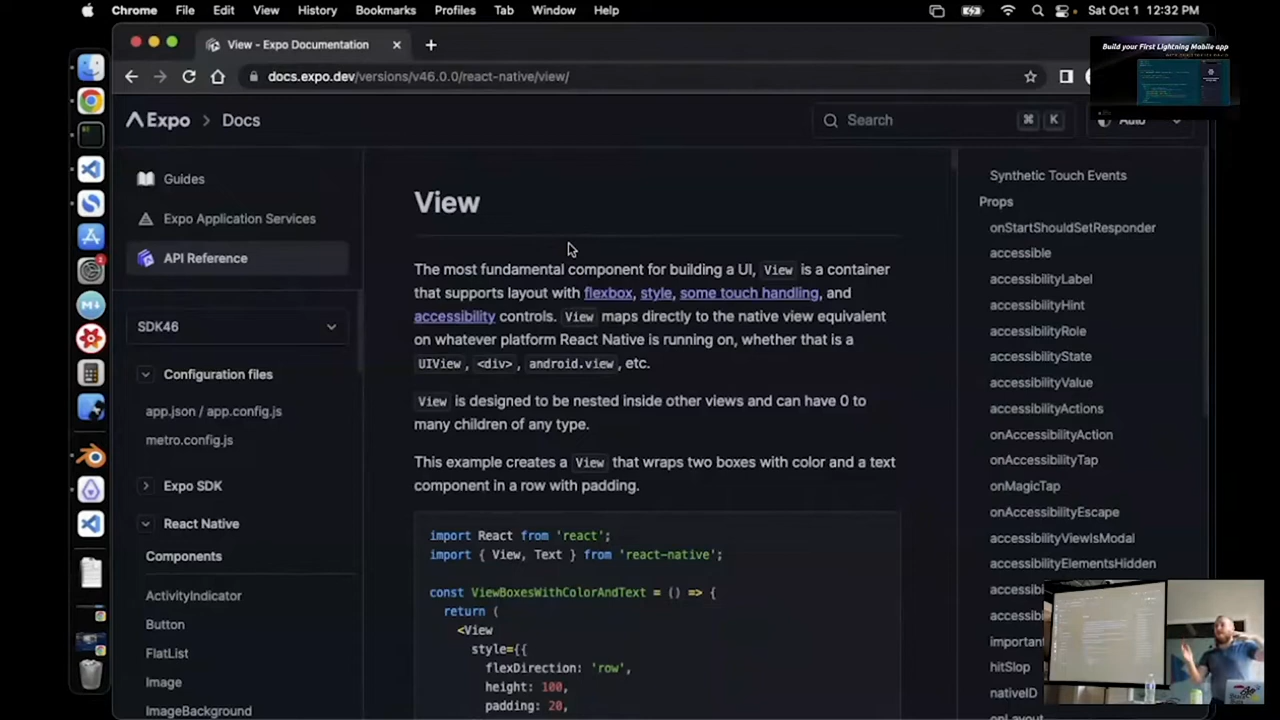 Chrome File Edit View History Bookmarks Profiles Tab Window Help Sat Oct 1 12:32 PM
View - Expo Documentation
docs.expo.dev/versions/v46.0.0/react-native/view/
Build your First Lightning Mobile app
Expo > Docs
Search ⌘ K
Auto
Guides
Expo Application Services
API Reference
SDK46
Configuration files
app.json / app.config.js
metro.config.js
Expo SDK
React Native
Components
ActivityIndicator
Button
FlatList
Image
ImageBackground
View
The most fundamental component for building a UI, View is a container
that supports layout with flexbox, style, some touch handling, and
accessibility controls. View maps directly to the native view equivalent
on whatever platform React Native is running on, whether that is a
UIView, <div>, android.view, etc.
View is designed to be nested inside other views and can have 0 to
many children of any type.
This example creates a View that wraps two boxes with color and a text
component in a row with padding.
import React from 'react';
import { View, Text } from 'react-native';
const ViewBoxesWithColorAndText = () => {
return (
<View
style={{
flexDirection: 'row',
height: 100,
padding: 20,
Synthetic Touch Events
Props
onStartShouldSetResponder
accessible
accessibilityLabel
accessibilityHint
accessibilityRole
accessibilityState
accessibilityValue
accessibilityActions
onAccessibilityAction
onAccessibilityTap
onMagicTap
onAccessibilityEscape
accessibilityViewIsModal
accessibilityElementsHidden
hitSlop
nativeID
onLayout